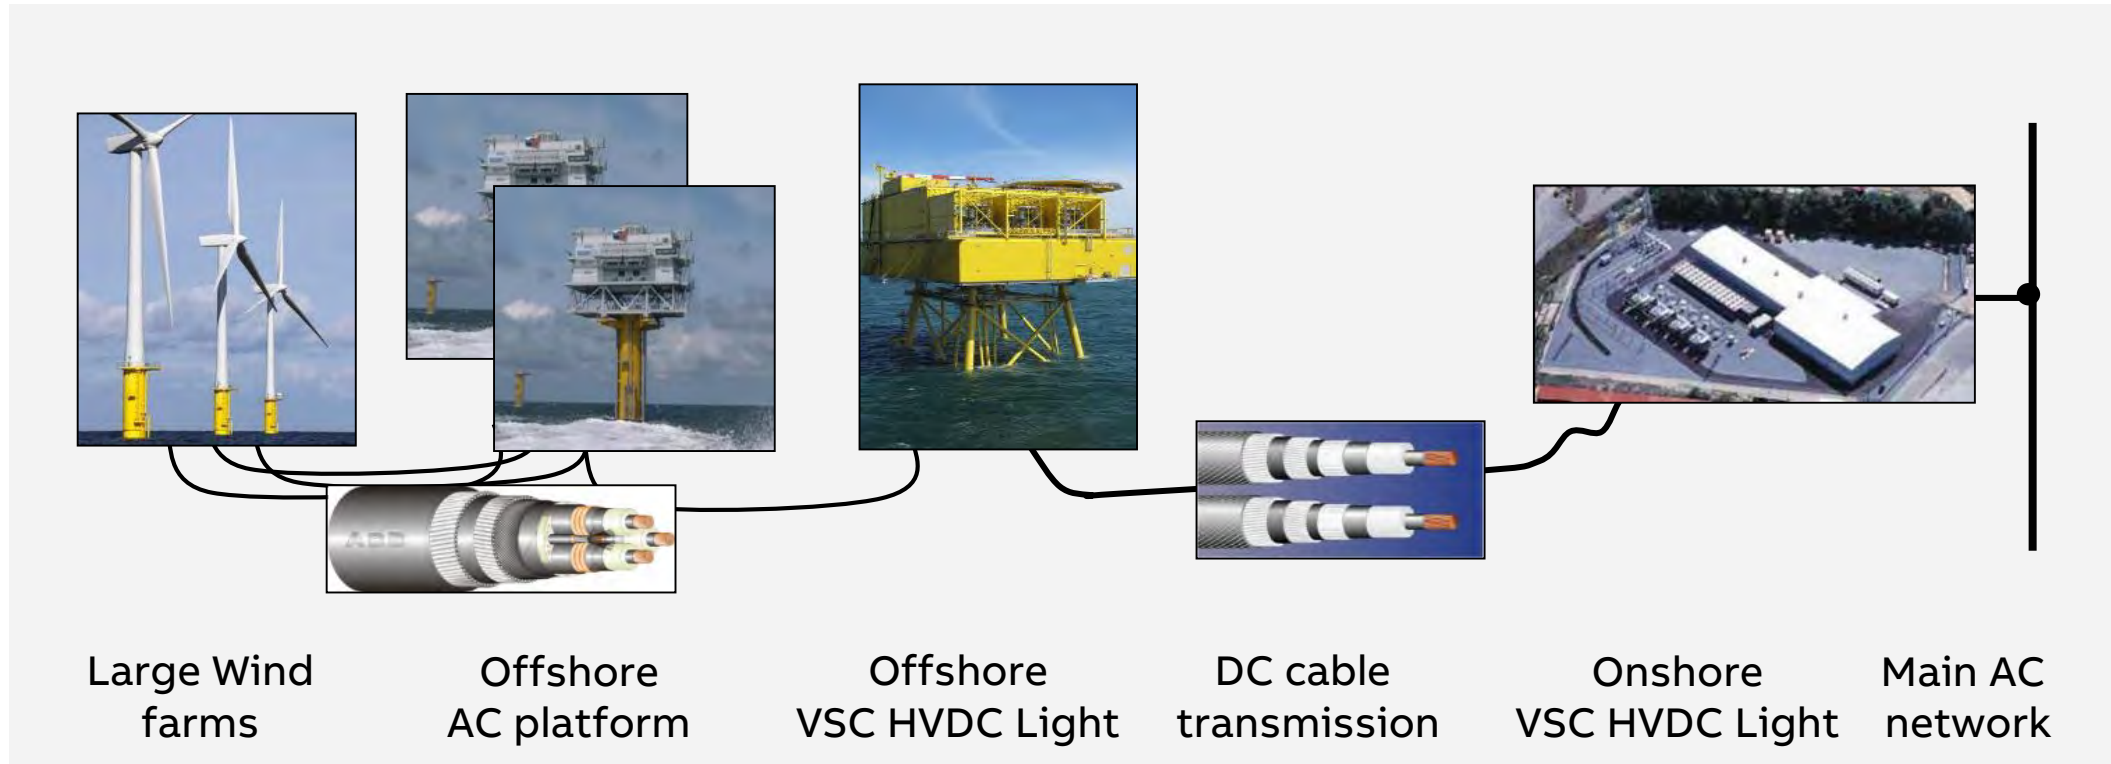 ABB
Large Wind
farms
Offshore
AC platform
Offshore
VSC HVDC Light
DC cable
transmission
Onshore
VSC HVDC Light
Main AC
network